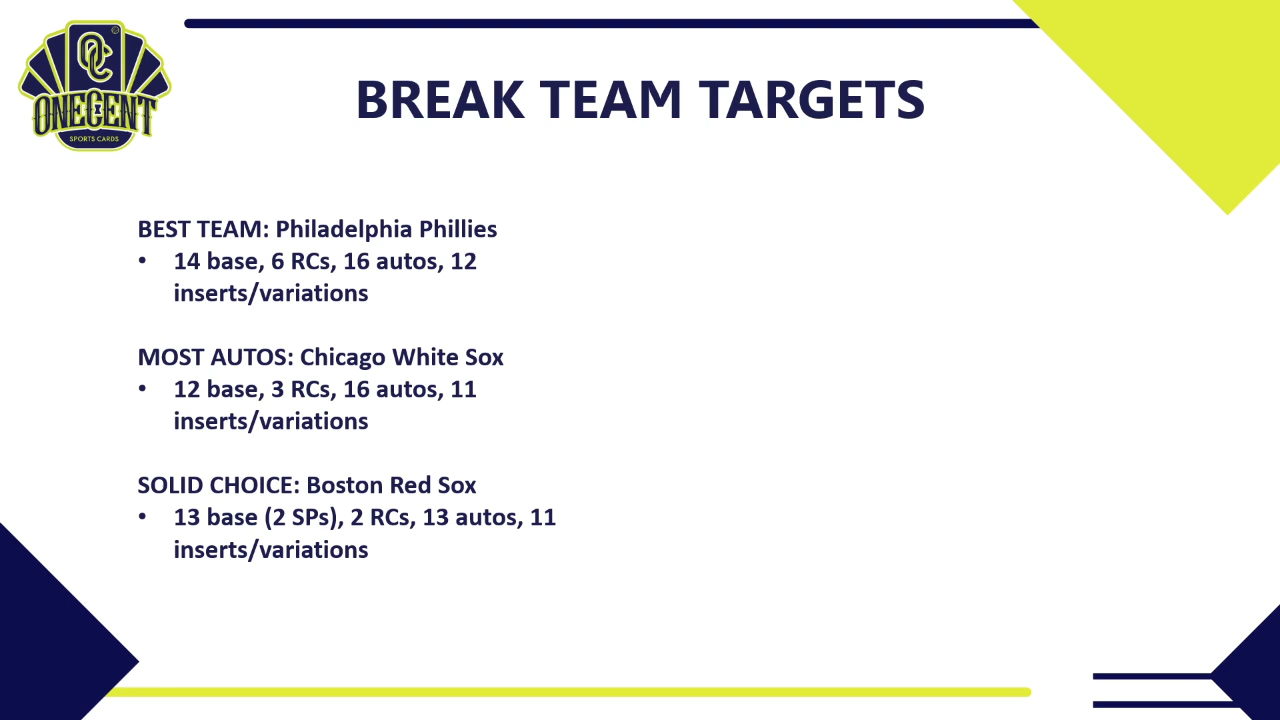 OC
ONECENT
SPORTS CARDS
BREAK TEAM TARGETS
BEST TEAM: Philadelphia Phillies
• 14 base, 6 RCs, 16 autos, 12
inserts/variations
MOST AUTOS: Chicago White Sox
• 12 base, 3 RCs, 16 autos, 11
inserts/variations
SOLID CHOICE: Boston Red Sox
• 13 base (2 SPs), 2 RCs, 13 autos, 11
inserts/variations